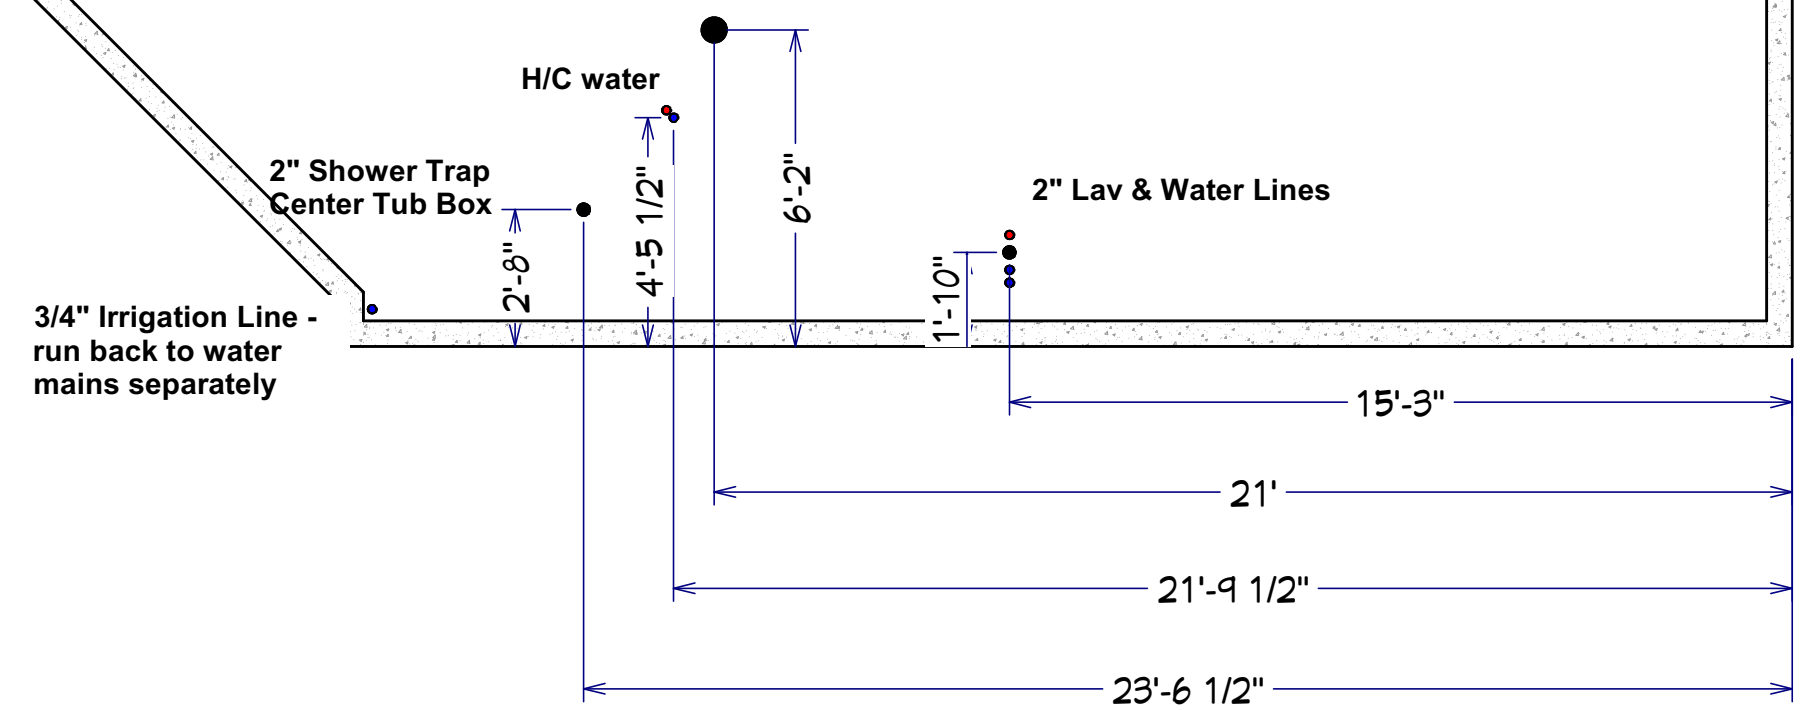 H/C water
2" Shower Trap
Center Tub Box
2'-8"
4'-5 1/2"
6'-2"
2" Lav & Water Lines
1'-10"
3/4" Irrigation Line -
run back to water
mains separately
15'-3"
21'
21'-9 1/2"
23'-6 1/2"